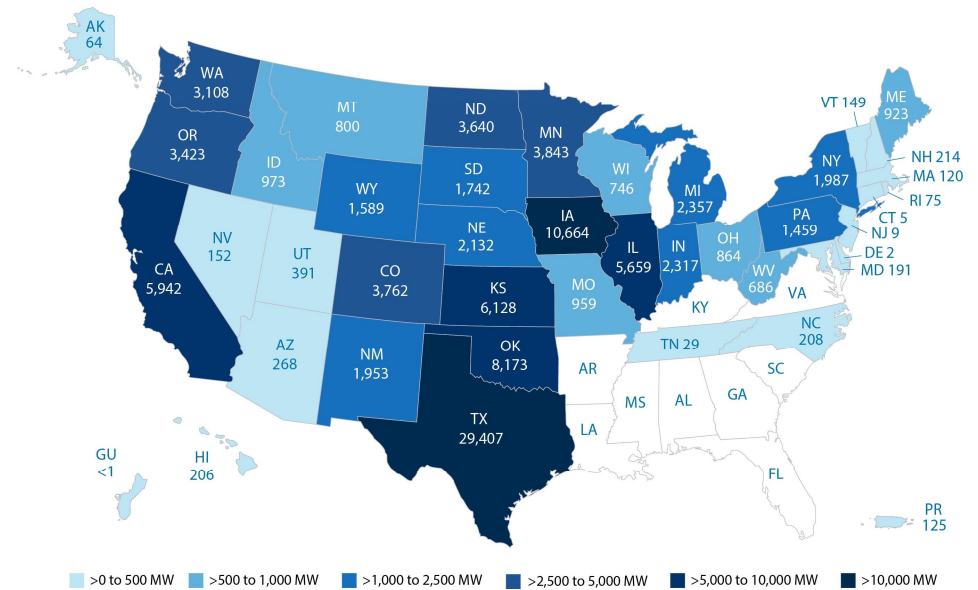 AK
64
WA
3,108
OR
3,423
MT
800
ID
973
WY
1,589
ND
3,640
SD
1,742
NE
2,132
MN
3,843
WI
746
MI
2,357
VT 149
ME
923
NH 214
MA 120
RI 75
CT 5
NJ 9
DE 2
MD 191
NY
1,987
PA
1,459
CA
5,942
NV
152
UT
391
CO
3,762
KS
6,128
IA
10,664
MO
959
IL
5,659
IN
2,317
OH
864
WV
686
KY
VA
AZ
268
NM
1,953
OK
8,173
TX
29,407
AR
LA
MS
AL
GA
FL
SC
TN 29
NC
208
GU
<1
HI
206
PR
125
>0 to 500 MW
>500 to 1,000 MW
>1,000 to 2,500 MW
>2,500 to 5,000 MW
>5,000 to 10,000 MW
>10,000 MW